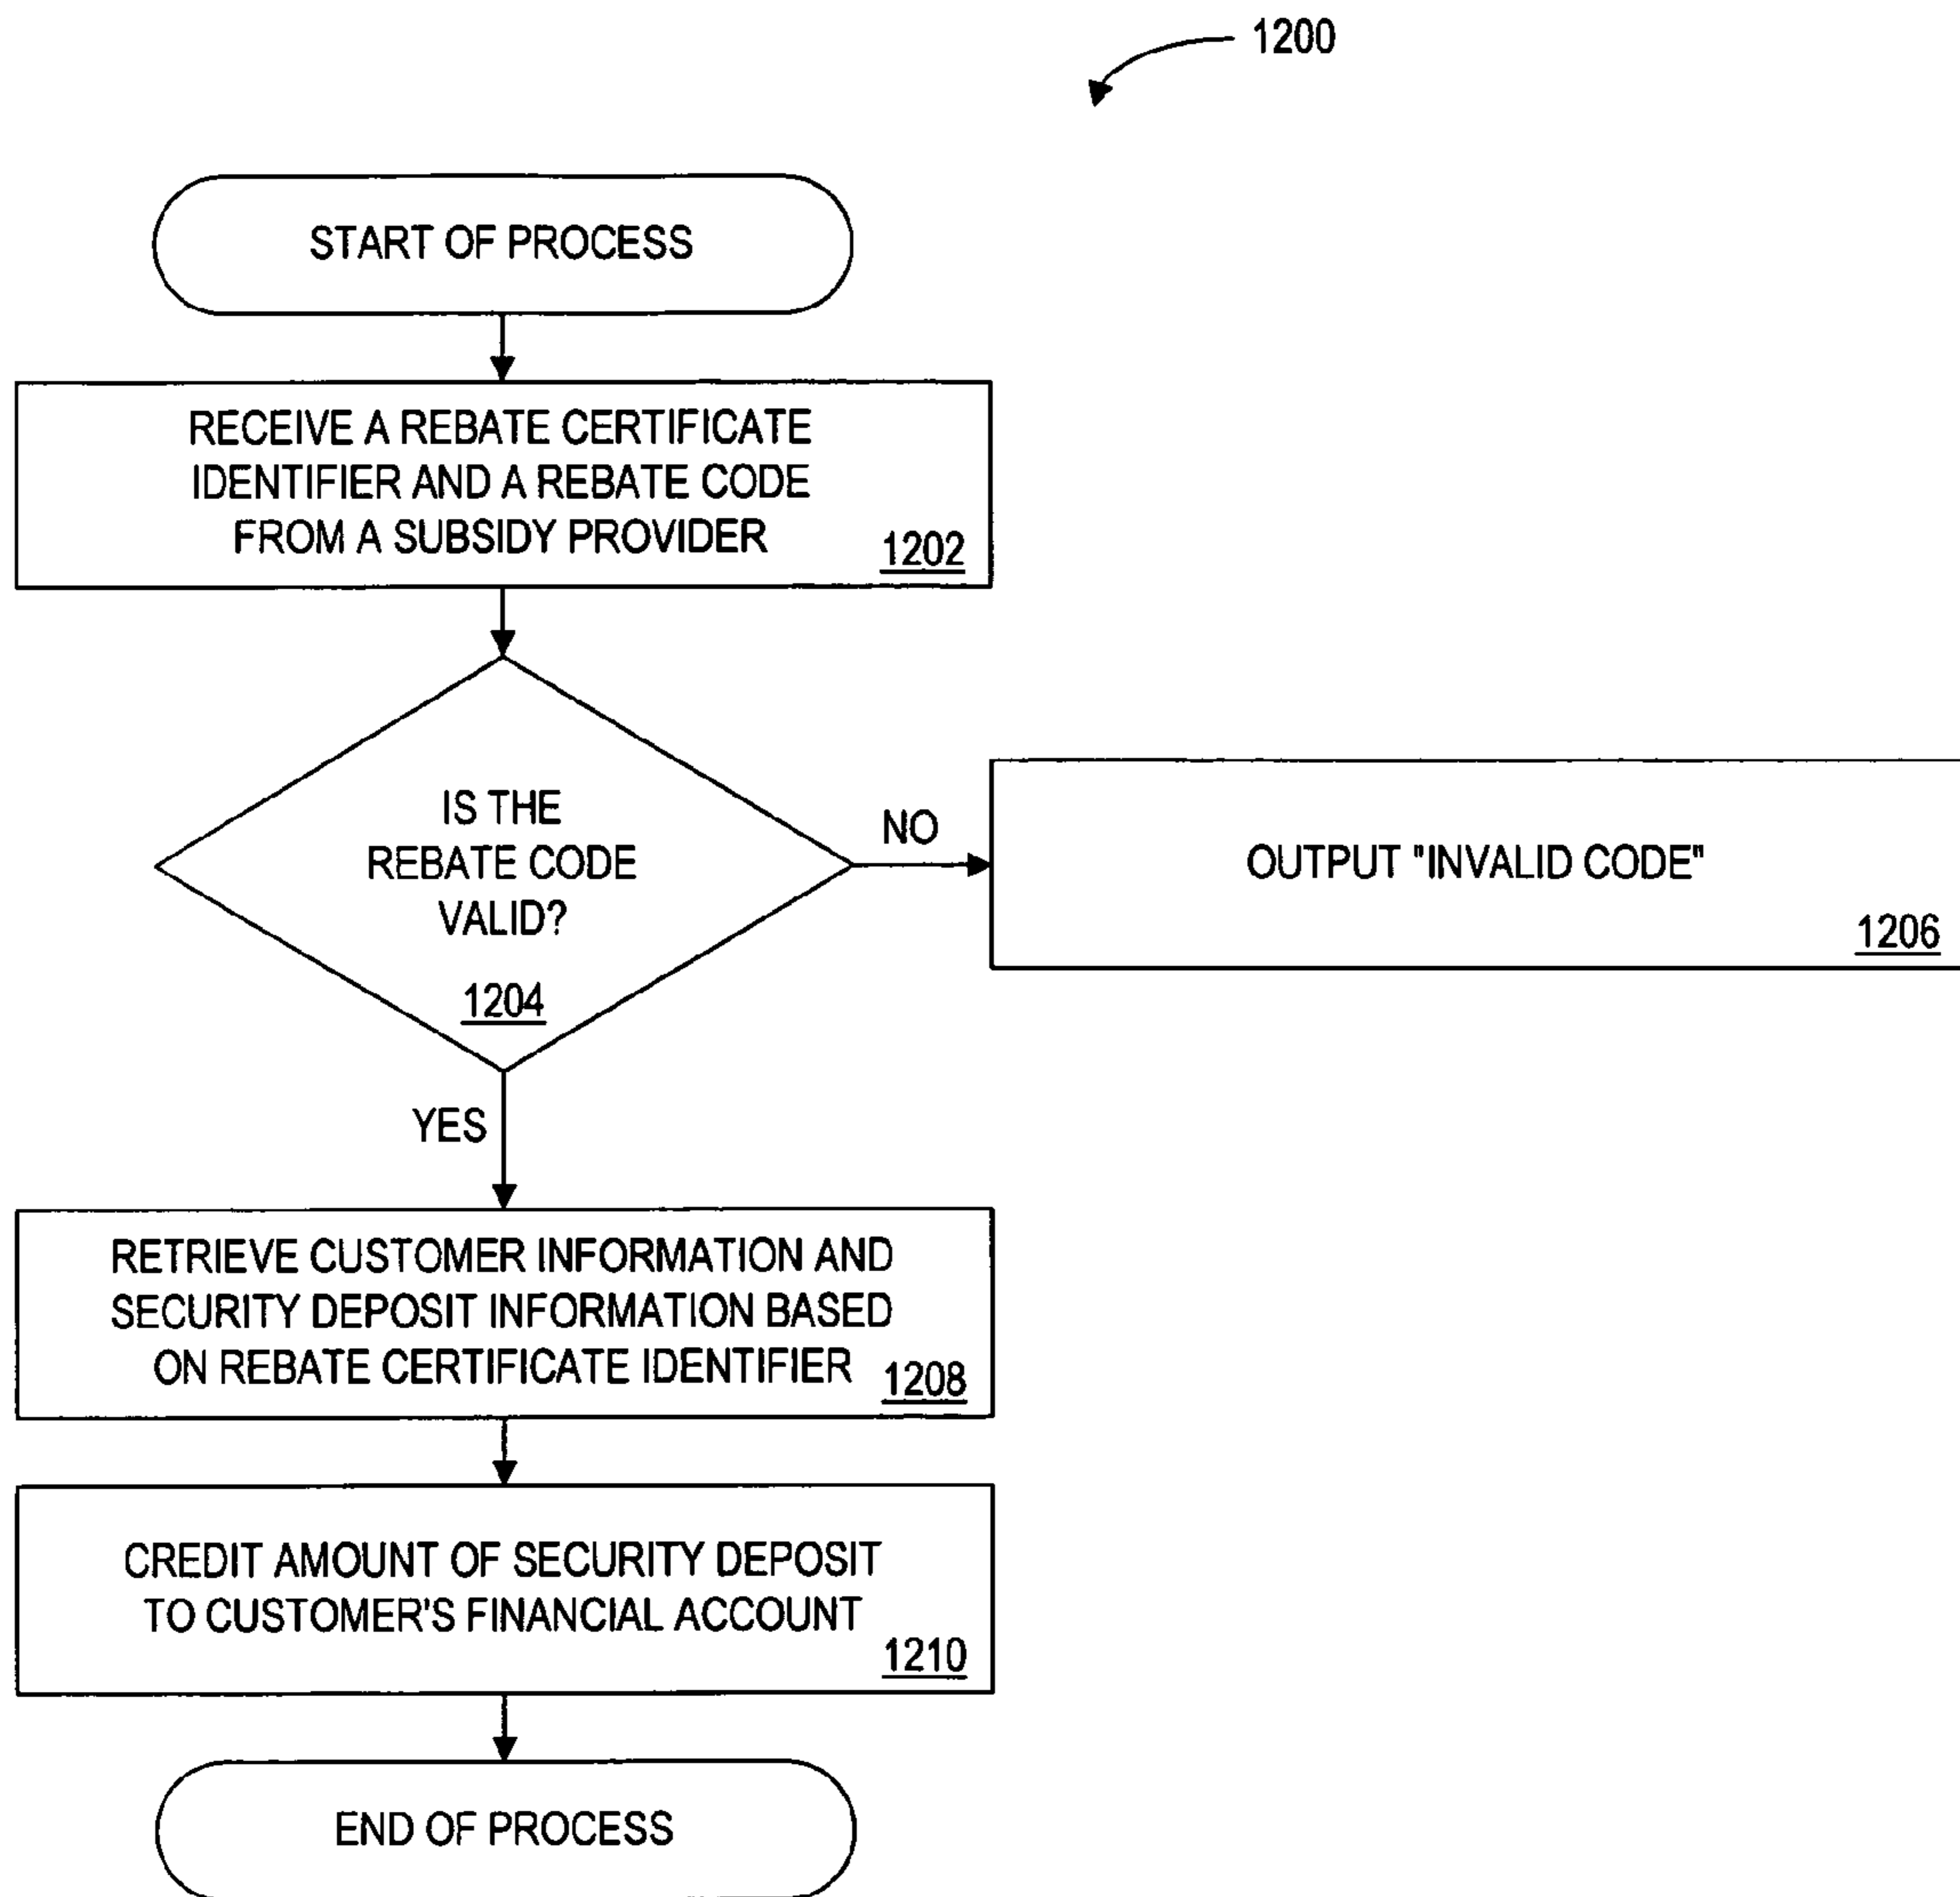 1200
START OF PROCESS
RECEIVE A REBATE CERTIFICATE
IDENTIFIER AND A REBATE CODE
FROM A SUBSIDY PROVIDER
1202
IS THE
REBATE CODE
VALID?
1204
NO
OUTPUT "INVALID CODE"
1206
YES
RETRIEVE CUSTOMER INFORMATION AND
SECURITY DEPOSIT INFORMATION BASED
ON REBATE CERTIFICATE IDENTIFIER
1208
CREDIT AMOUNT OF SECURITY DEPOSIT
TO CUSTOMER'S FINANCIAL ACCOUNT
1210
END OF PROCESS